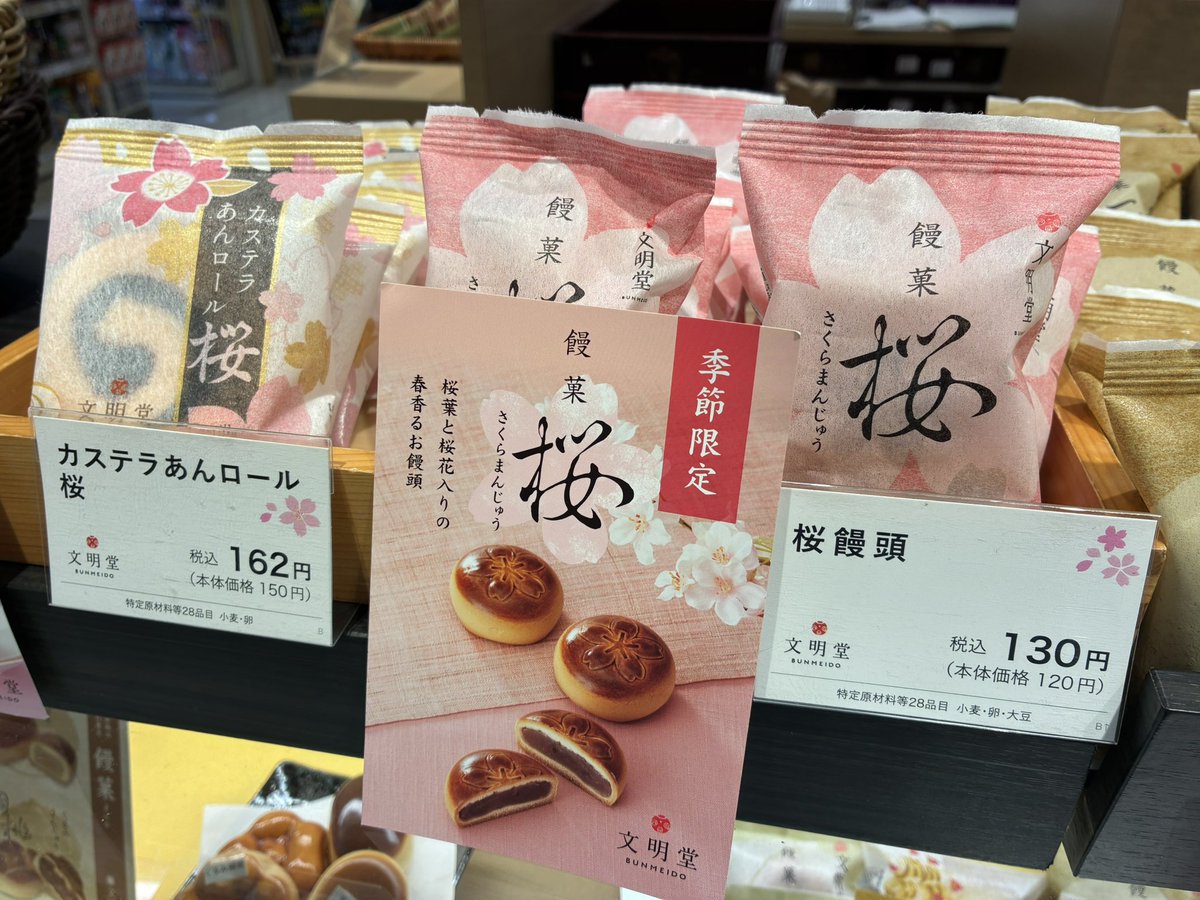 カステラ
あんロール
桜
文明堂
饅菓
文明堂
BUNMEIDO
饅菓
桜
さくらまんじゅう
文明堂
饅菓
桜
さくらまんじゅう
季節限定
桜葉と桜花入りの
春香るお饅頭
文明堂
BUNMEIDO
カステラあんロール
桜
文明堂
BUNMEIDO
税込 162円
(本体価格 150円)
特定原材料等28品目 小麦・卵
桜饅頭
文明堂
BUNMEIDO
税込 130円
(本体価格 120円)
特定原材料等28品目 小麦・卵・大豆
饅菓